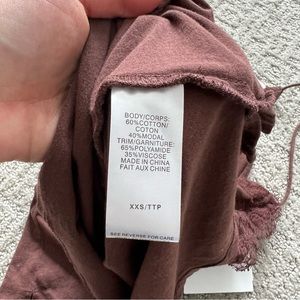 BODY/CORPS:
60%COTTON/
COTON
40%MODAL
TRIM/GARNITURE:
65%POLYAMIDE
35%VISCOSE
MADE IN CHINA
FAIT AUX CHINE
XXS/TTP
SEE REVERSE FOR CARE